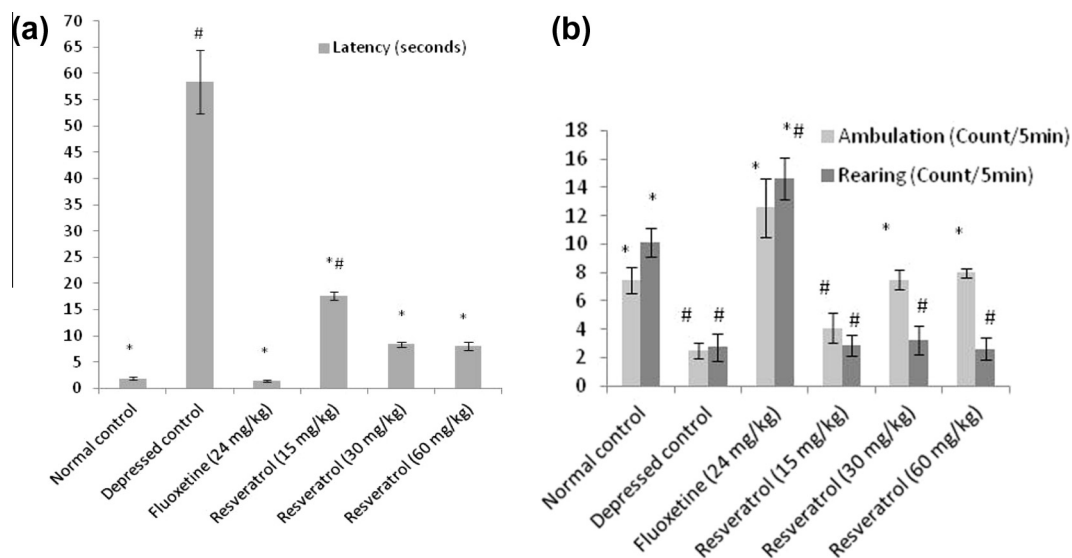 (a)
70
65
60
55
50
45
40
35
30
25
20
15
10
5
0
Latency (seconds)
*
#
*
*#
*
*
Normal control
Depressed control
Fluoxetine (24 mg/kg)
Resveratrol (15 mg/kg)
Resveratrol (30 mg/kg)
Resveratrol (60 mg/kg)
(b)
18
16
14
12
10
8
6
4
2
0
Ambulation (Count/5min)
Rearing (Count/5min)
*
*
#
#
*
*#
#
#
*
#
*
#
Normal control
Depressed control
Fluoxetine (24 mg/kg)
Resveratrol (15 mg/kg)
Resveratrol (30 mg/kg)
Resveratrol (60 mg/kg)